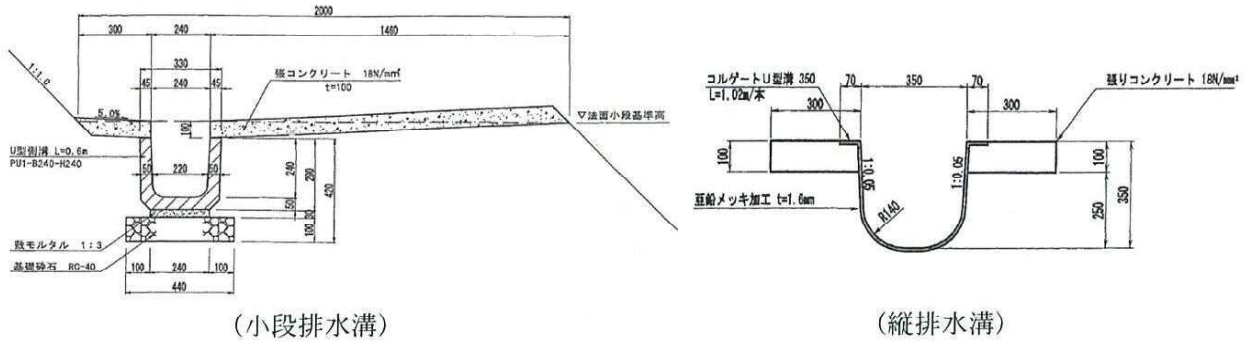 2000
300
240
1460
330
45
240
45
張コンクリート 18N/mm²
t=100
1:1.0
5.0%
100
▽法面小段基準高
U型側溝 L=0.6m
PU1-B240-H240
50
220
50
240
290
420
50
30
100
敷モルタル 1:3
基礎砕石 RC-40
100
240
100
440
(小段排水溝)
コルゲートU型溝 350
L=1.02m/本
70
350
70
張りコンクリート 18N/mm²
300
300
100
1:0.05
1:0.05
100
250
350
亜鉛メッキ加工 t=1.6mm
R140
(縦排水溝)